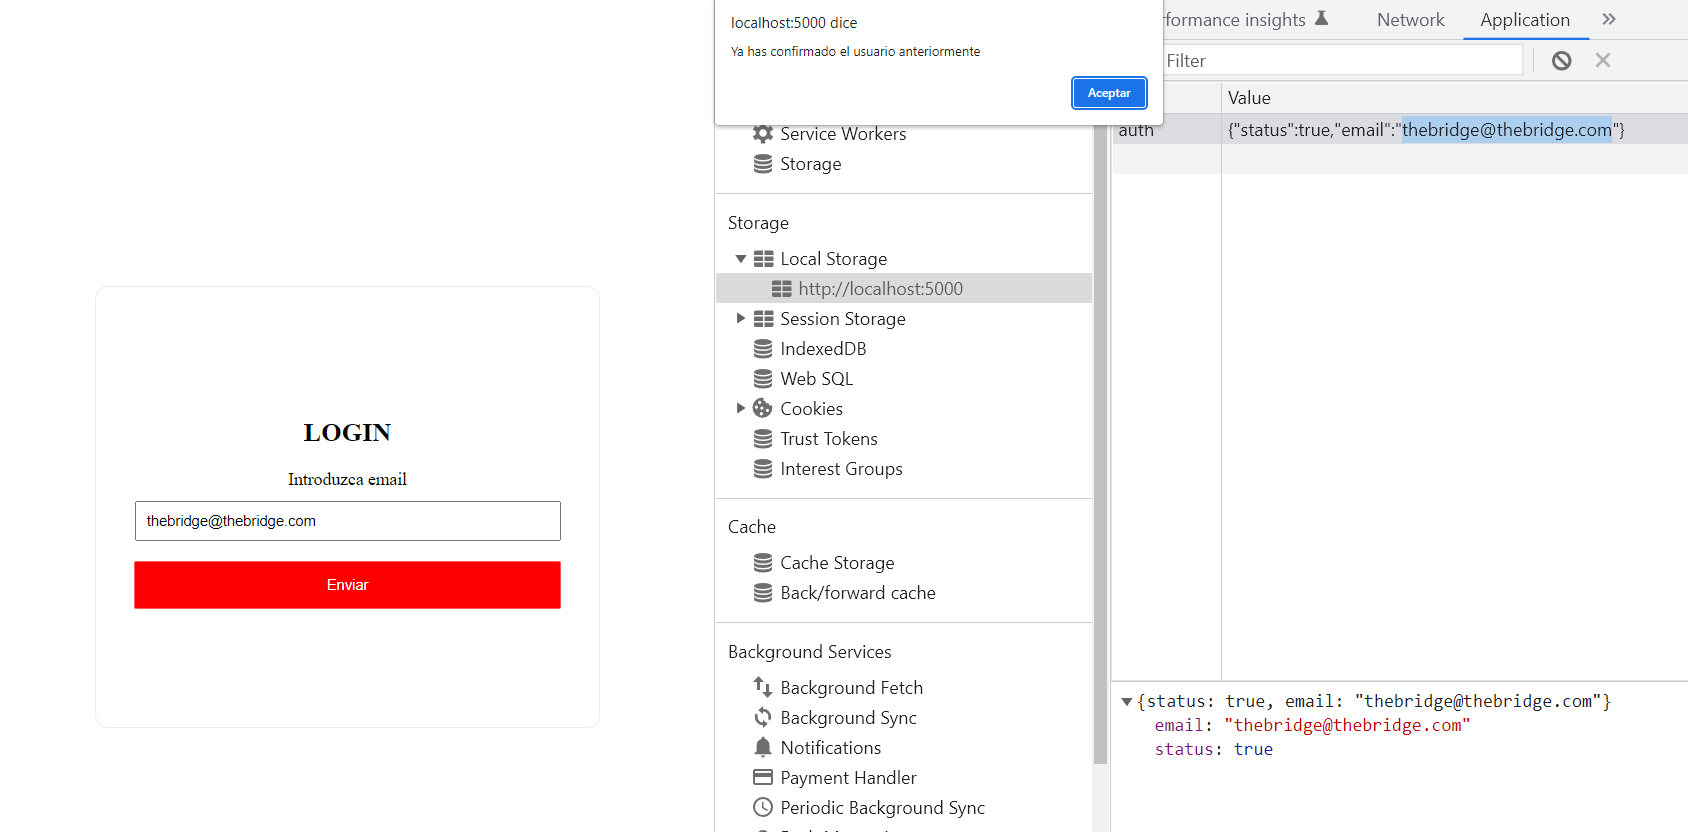 localhost:5000 dice
Ya has confirmado el usuario anteriormente
Aceptar
LOGIN
Introduzca email
thebridge@thebridge.com
Enviar
Service Workers
Storage
Storage
Local Storage
http://localhost:5000
Session Storage
IndexedDB
Web SQL
Cookies
Trust Tokens
Interest Groups
Cache
Cache Storage
Back/forward cache
Background Services
Background Fetch
Background Sync
Notifications
Payment Handler
Periodic Background Sync
rformance insights Network Application
Filter
Value
auth {"status":true,"email":"thebridge@thebridge.com"}
{status: true, email: "thebridge@thebridge.com"}
email: "thebridge@thebridge.com"
status: true